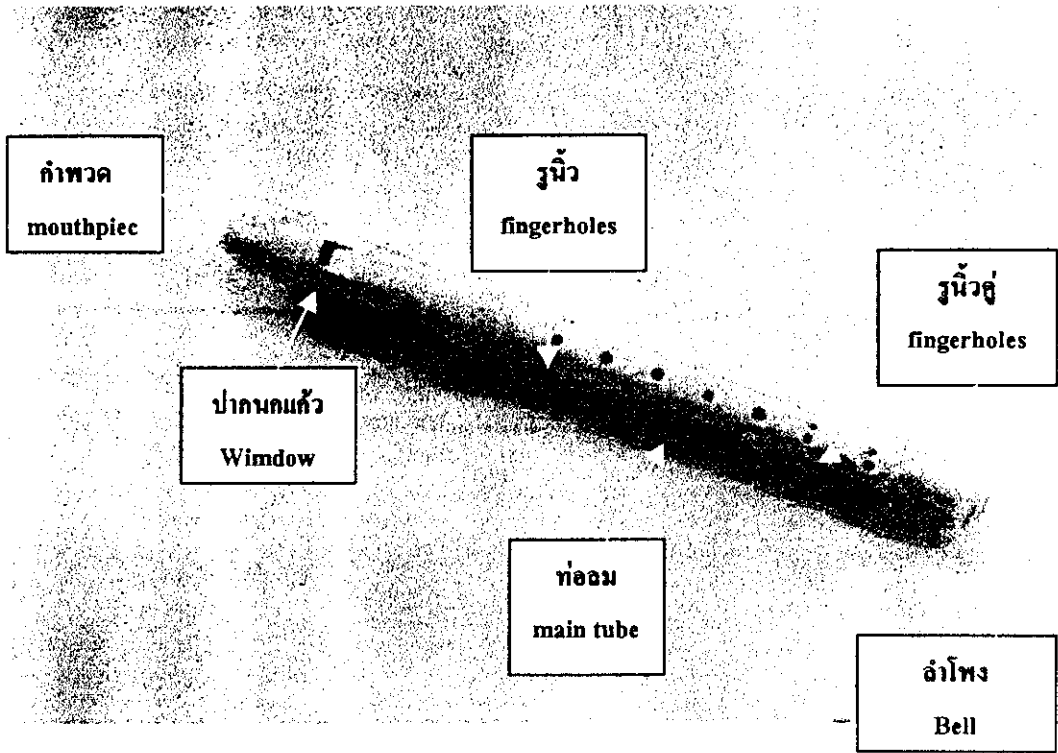 กำพวด
mouthpiec
รูนิ้ว
fingerholes
รูนิ้วคู่
fingerholes
ปากนกแก้ว
Wimdow
ท่อลม
main tube
ลำโพง
Bell